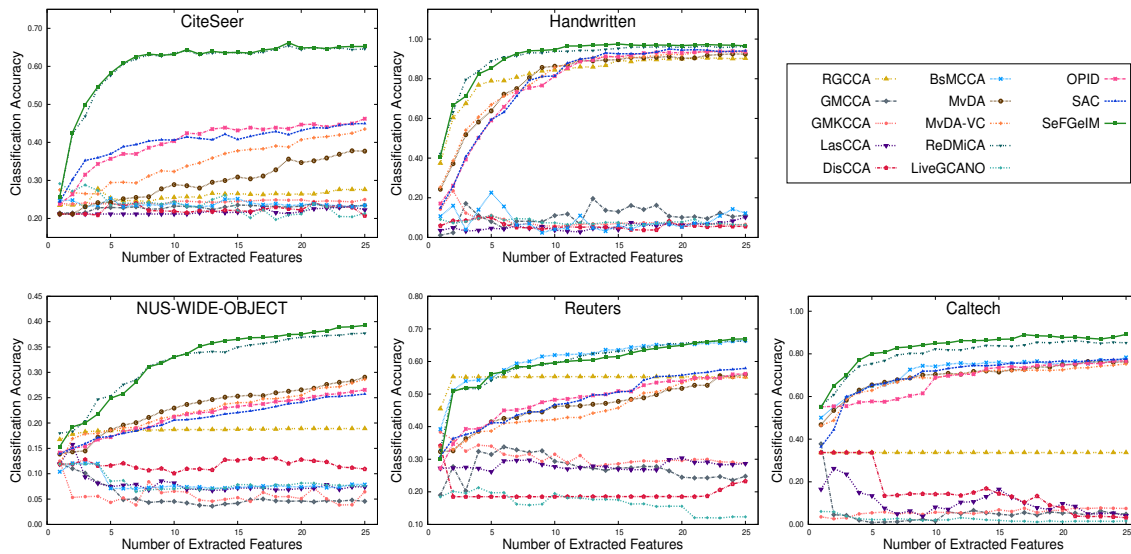 CiteSeer
Classification Accuracy
0.70
0.60
0.50
0.40
0.30
0.20
0 5 10 15 20 25
Number of Extracted Features
Handwritten
Classification Accuracy
1.00
0.80
0.60
0.40
0.20
0.00
0 5 10 15 20 25
Number of Extracted Features
RGCCA BsMCCA OPID
GMCCA MvDA SAC
GMKCCA MvDA-VC SeFGeIM
LasCCA ReDMiCA
DisCCA LiveGCANO
NUS-WIDE-OBJECT
Classification Accuracy
0.45
0.40
0.35
0.30
0.25
0.20
0.15
0.10
0.05
0.00
0 5 10 15 20 25
Number of Extracted Features
Reuters
Classification Accuracy
0.80
0.70
0.60
0.50
0.40
0.30
0.20
0.10
0 5 10 15 20 25
Number of Extracted Features
Caltech
Classification Accuracy
1.00
0.80
0.60
0.40
0.20
0.00
0 5 10 15 20 25
Number of Extracted Features